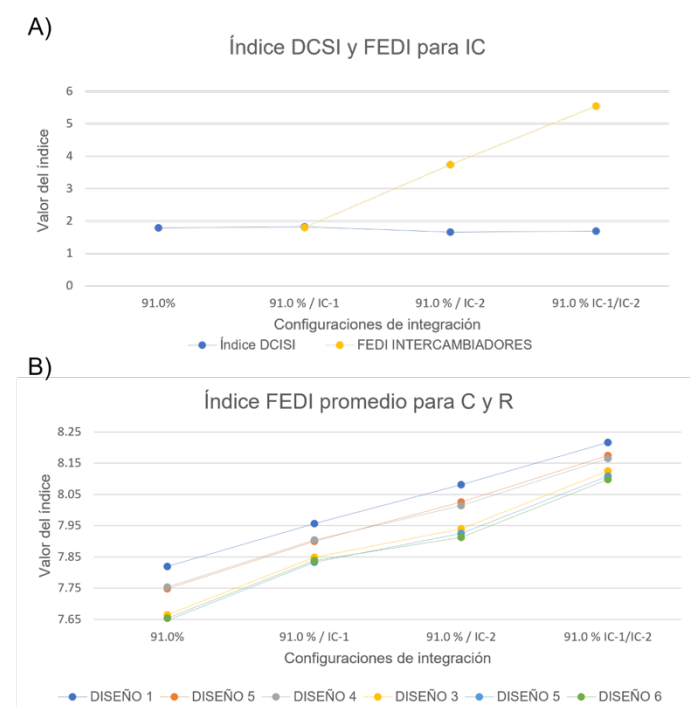 A)
Índice DCSI y FEDI para IC
Valor del índice
6
5
4
3
2
1
0
91.0%
91.0 % / IC-1
91.0 % / IC-2
91.0 % IC-1/IC-2
Configuraciones de integración
Índice DCISI
FEDI INTERCAMBIADORES
B)
Índice FEDI promedio para C y R
Valor del índice
8.25
8.15
8.05
7.95
7.85
7.75
7.65
91.0%
91.0 % / IC-1
91.0 % / IC-2
91.0 % IC-1/IC-2
Configuraciones de integración
DISEÑO 1
DISEÑO 5
DISEÑO 4
DISEÑO 3
DISEÑO 5
DISEÑO 6